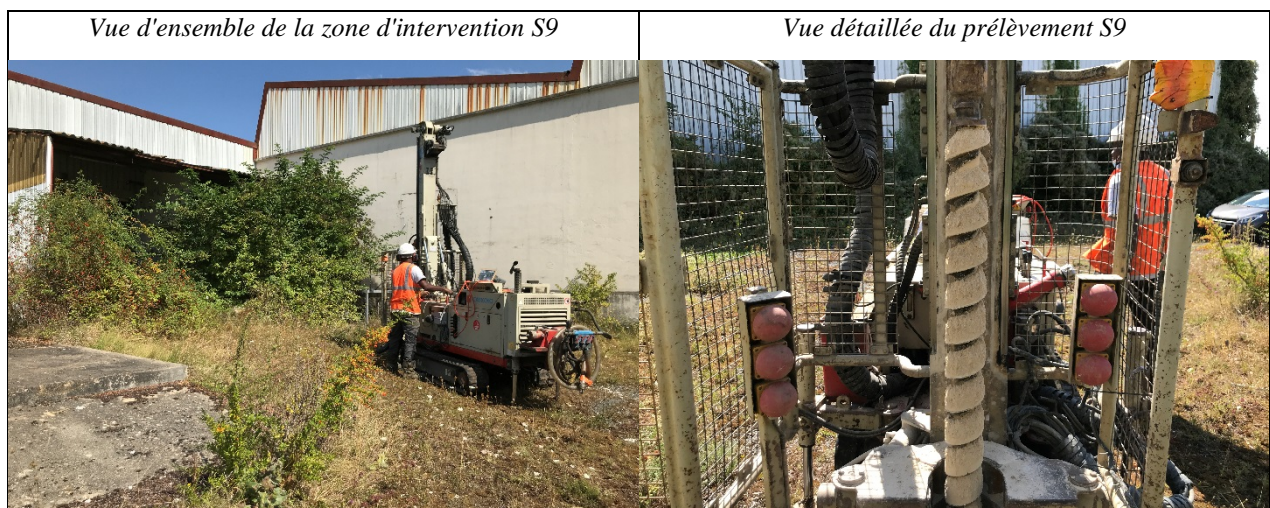 Vue d'ensemble de la zone d'intervention S9
Vue détaillée du prélèvement S9